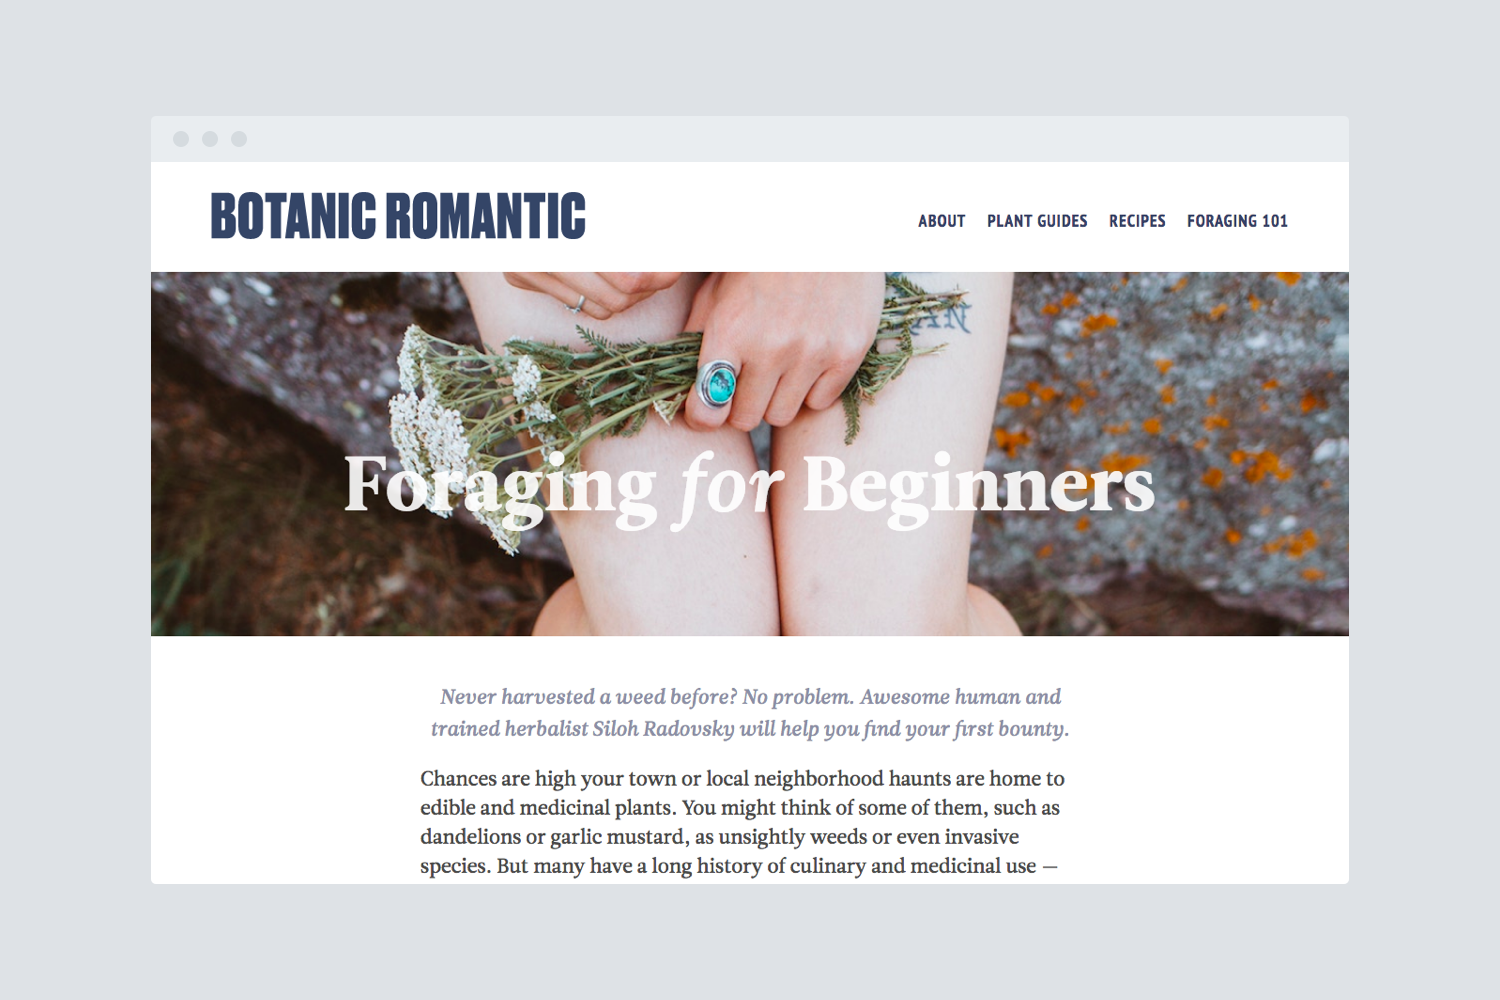 BOTANIC ROMANTIC
ABOUT PLANT GUIDES RECIPES FORAGING 101
Foraging for Beginners
Never harvested a weed before? No problem. Awesome human and
trained herbalist Siloh Radovsky will help you find your first bounty.
Chances are high your town or local neighborhood haunts are home to
edible and medicinal plants. You might think of some of them, such as
dandelions or garlic mustard, as unsightly weeds or even invasive
species. But many have a long history of culinary and medicinal use —